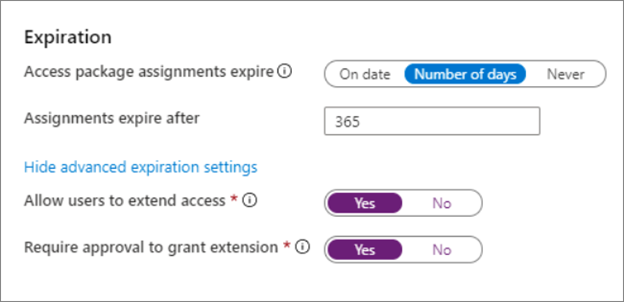 Expiration
Access package assignments expire On date Number of days Never
Assignments expire after 365
Hide advanced expiration settings
Allow users to extend access * Yes No
Require approval to grant extension * Yes No